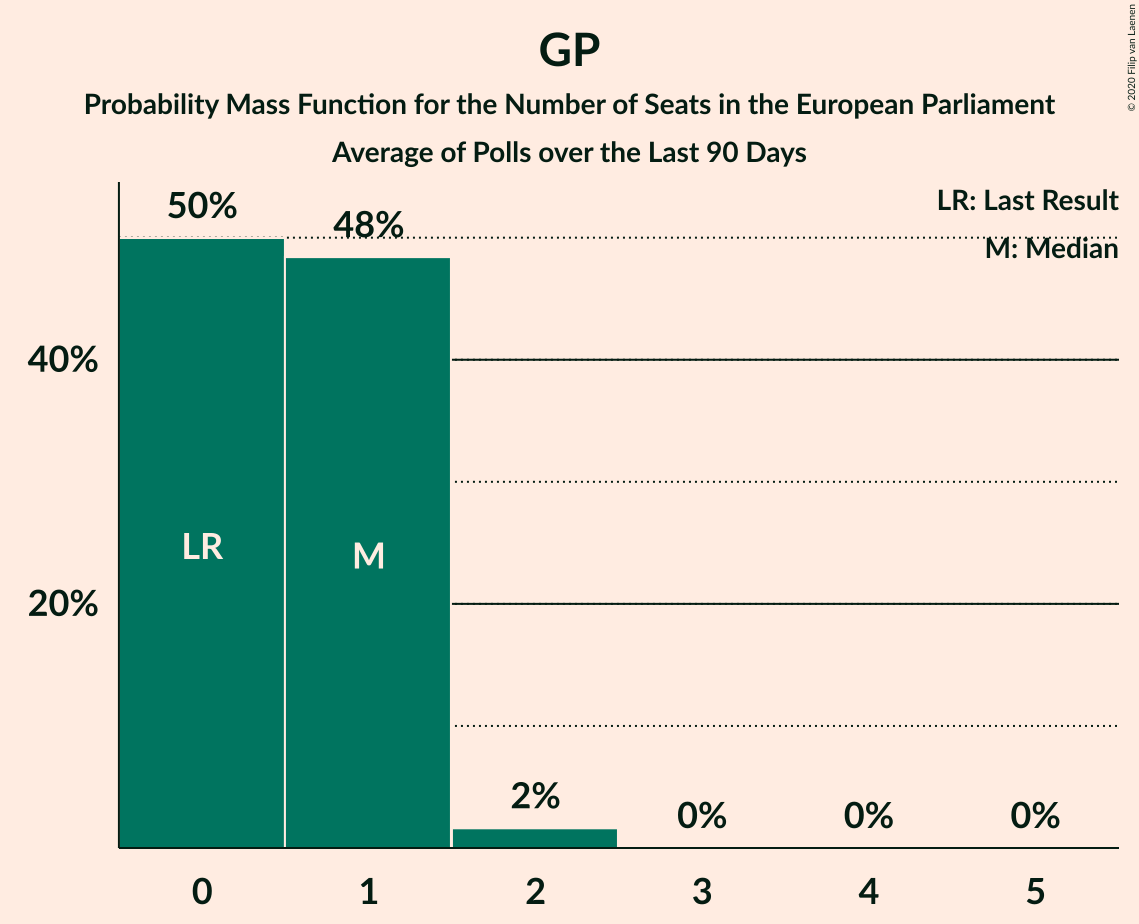 GP
Probability Mass Function for the Number of Seats in the European Parliament
Average of Polls over the Last 90 Days
© 2020 Filip van Laenen
LR: Last Result
M: Median
50%
48%
40%
20%
LR
M
2%
0%
0%
0%
0
1
2
3
4
5